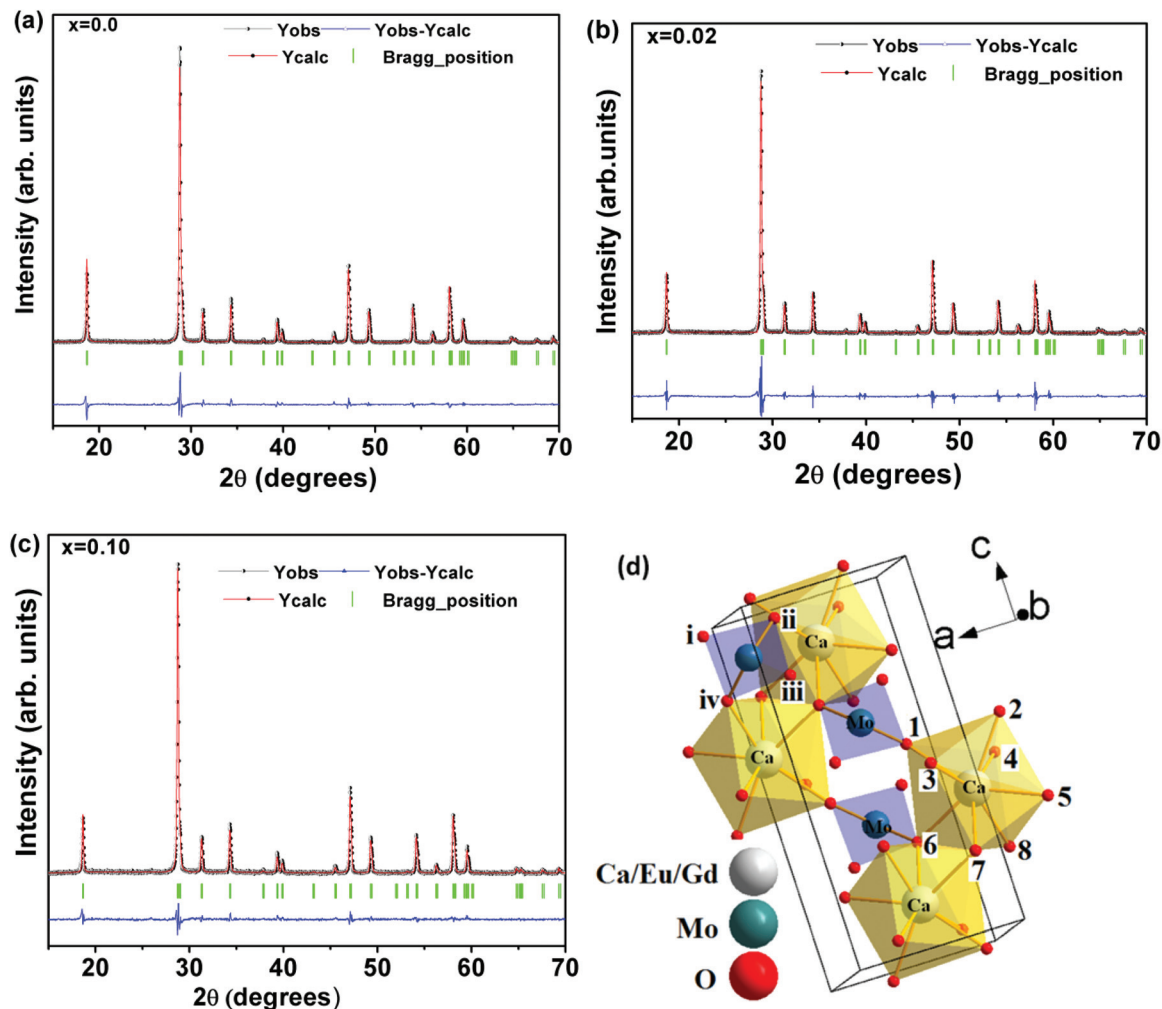 (a)
x=0.0
Yobs Yobs-Ycalc
Ycalc Bragg_position
Intensity (arb. units)
20 30 40 50 60 70
2θ (degrees)
(b)
x=0.02
Yobs Yobs-Ycalc
Ycalc Bragg_position
Intensity (arb.units)
20 30 40 50 60 70
2θ (degrees)
(c)
x=0.10
Yobs Yobs-Ycalc
Ycalc Bragg_position
Intensity (arb. units)
20 30 40 50 60 70
2θ (degrees)
(d)
c
b
a
i
ii
Ca
iii
iv
Mo
1
2
3
4
Ca
Ca
5
Mo
6
7
8
Ca
Ca/Eu/Gd
Mo
O